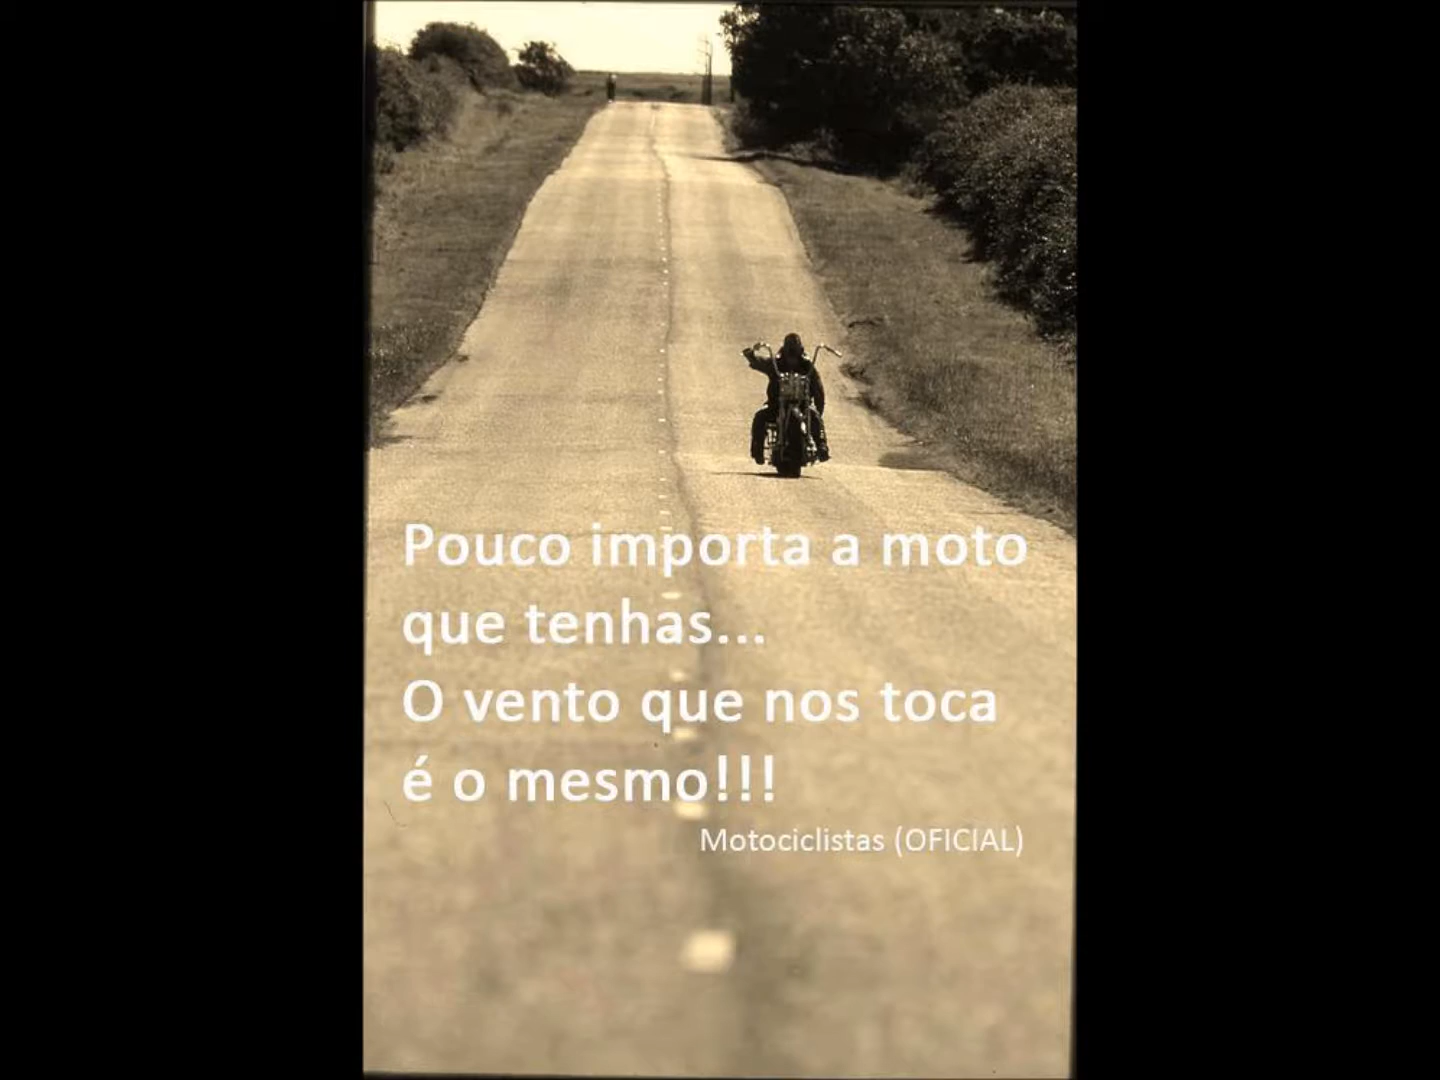 Pouco importa a moto
que tenhas...
O vento que nos toca
é o mesmo!!!
Motociclistas (OFICIAL)